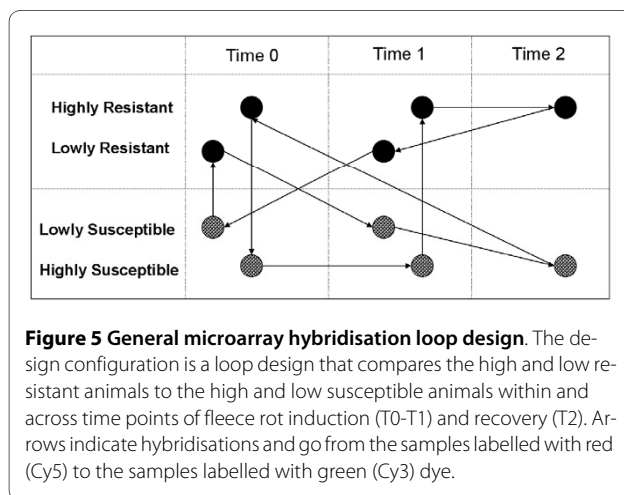 Time 0 Time 1 Time 2
Highly Resistant
Lowly Resistant
Lowly Susceptible
Highly Susceptible
Figure 5 General microarray hybridisation loop design. The de-
sign configuration is a loop design that compares the high and low re-
sistant animals to the high and low susceptible animals within and
across time points of fleece rot induction (T0-T1) and recovery (T2). Ar-
rows indicate hybridisations and go from the samples labelled with red
(Cy5) to the samples labelled with green (Cy3) dye.